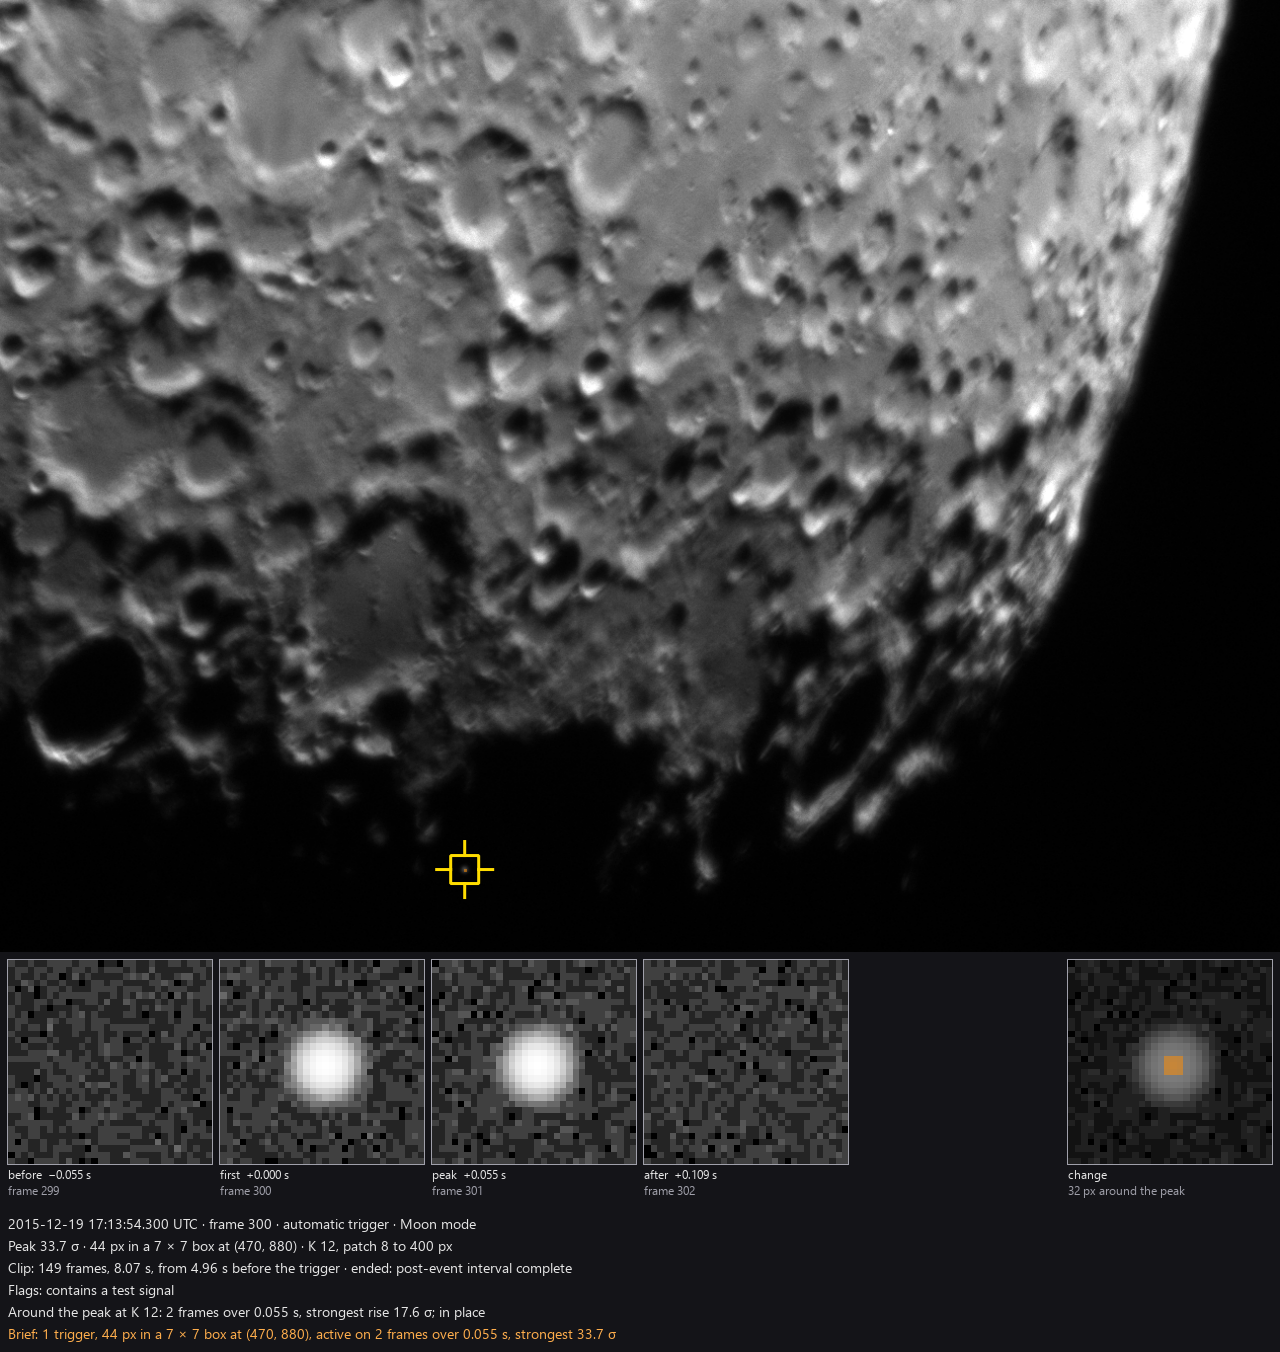 before −0.055 s
frame 299
first +0.000 s
frame 300
peak +0.055 s
frame 301
after +0.109 s
frame 302
change
32 px around the peak
2015-12-19 17:13:54.300 UTC · frame 300 · automatic trigger · Moon mode
Peak 33.7 σ · 44 px in a 7 × 7 box at (470, 880) · K 12, patch 8 to 400 px
Clip: 149 frames, 8.07 s, from 4.96 s before the trigger · ended: post-event interval complete
Flags: contains a test signal
Around the peak at K 12: 2 frames over 0.055 s, strongest rise 17.6 σ; in place
Brief: 1 trigger, 44 px in a 7 × 7 box at (470, 880), active on 2 frames over 0.055 s, strongest 33.7 σ